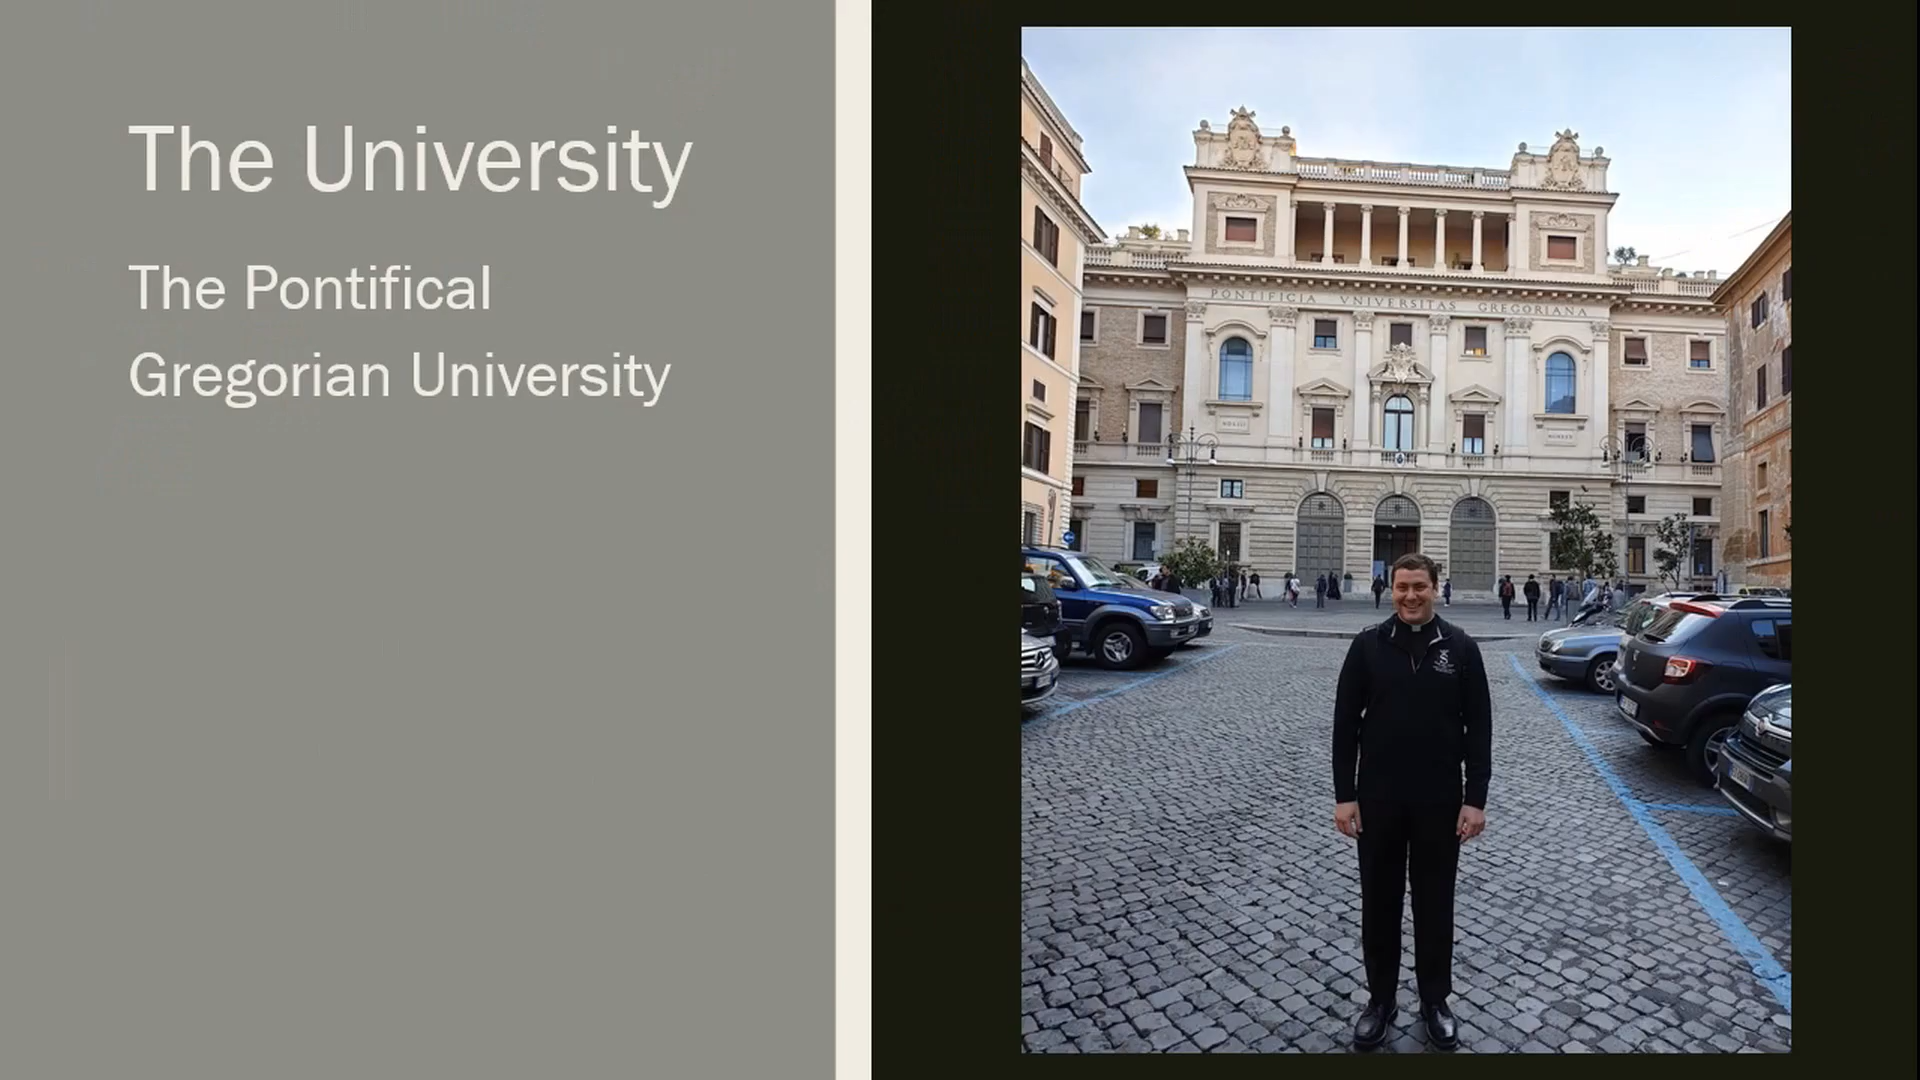 The University
The Pontifical
Gregorian University
PONTIFICIA VNIVERSITAS GREGORIANA